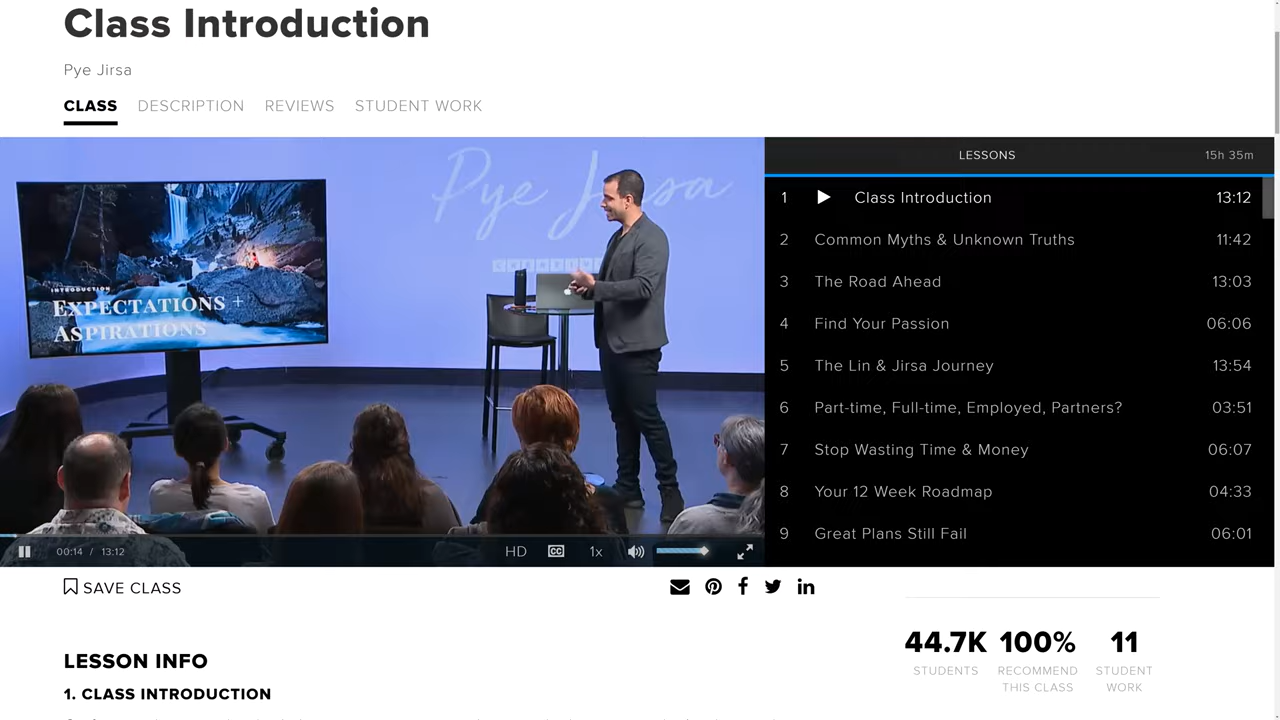 Class Introduction
Pye Jirsa
CLASS DESCRIPTION REVIEWS STUDENT WORK
Pye Jirsa
INTRODUCTION
EXPECTATIONS +
ASPIRATIONS
00:14 / 13:12
HD CC 1x
LESSONS 15h 35m
1 Class Introduction 13:12
2 Common Myths & Unknown Truths 11:42
3 The Road Ahead 13:03
4 Find Your Passion 06:06
5 The Lin & Jirsa Journey 13:54
6 Part-time, Full-time, Employed, Partners? 03:51
7 Stop Wasting Time & Money 06:07
8 Your 12 Week Roadmap 04:33
9 Great Plans Still Fail 06:01
SAVE CLASS
44.7K 100% 11
STUDENTS RECOMMEND STUDENT
THIS CLASS WORK
LESSON INFO
1. CLASS INTRODUCTION